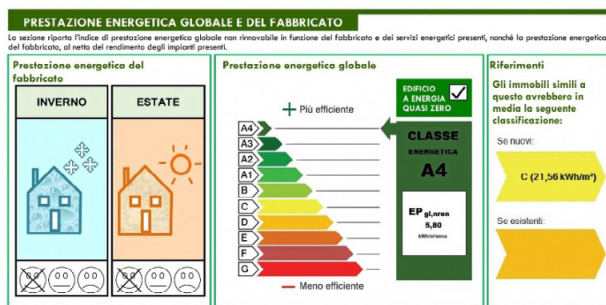 PRESTAZIONE ENERGETICA GLOBALE E DEL FABBRICATO
La sezione riporta l'indice di prestazione energetica globale non rinnovabile in funzione del fabbricato e dei servizi energetici presenti, nonché la prestazione energetica
del fabbricato, al netto del rendimento degli impianti presenti.
Prestazione energetica del
fabbricato
INVERNO
ESTATE
Prestazione energetica globale
Più efficiente
A4
A3
A2
A1
B
C
D
E
F
G
Meno efficiente
EDIFICIO
A ENERGIA
QUASI ZERO
CLASSE
ENERGETICA
A4
EP gl,nren
5,80
kWh/m²anno
Riferimenti
Gli immobili simili a
questo avrebbero in
media la seguente
classificazione:
Se nuovi:
C (21,56 kWh/m²)
Se esistenti: